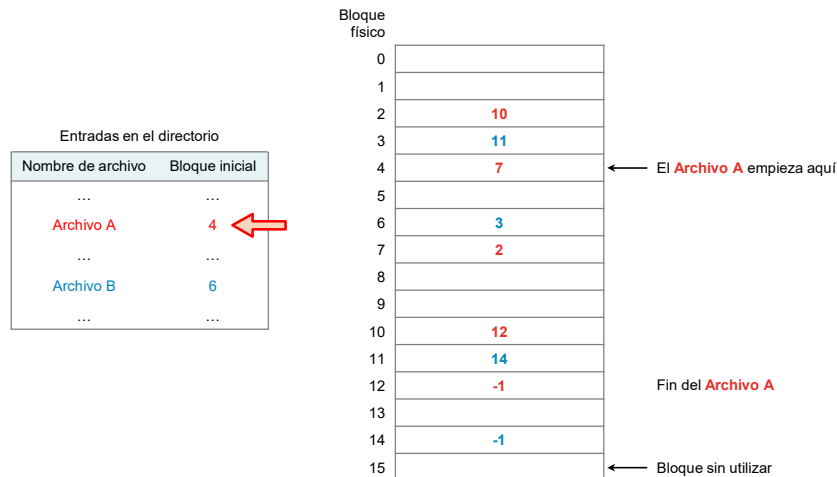 Entradas en el directorio
Nombre de archivo Bloque inicial
… …
Archivo A 4
… …
Archivo B 6
… …
Bloque
físico
0
1
2 10
3 11
4 7 El Archivo A empieza aquí
5
6 3
7 2
8
9
10 12
11 14
12 -1 Fin del Archivo A
13
14 -1
15 Bloque sin utilizar